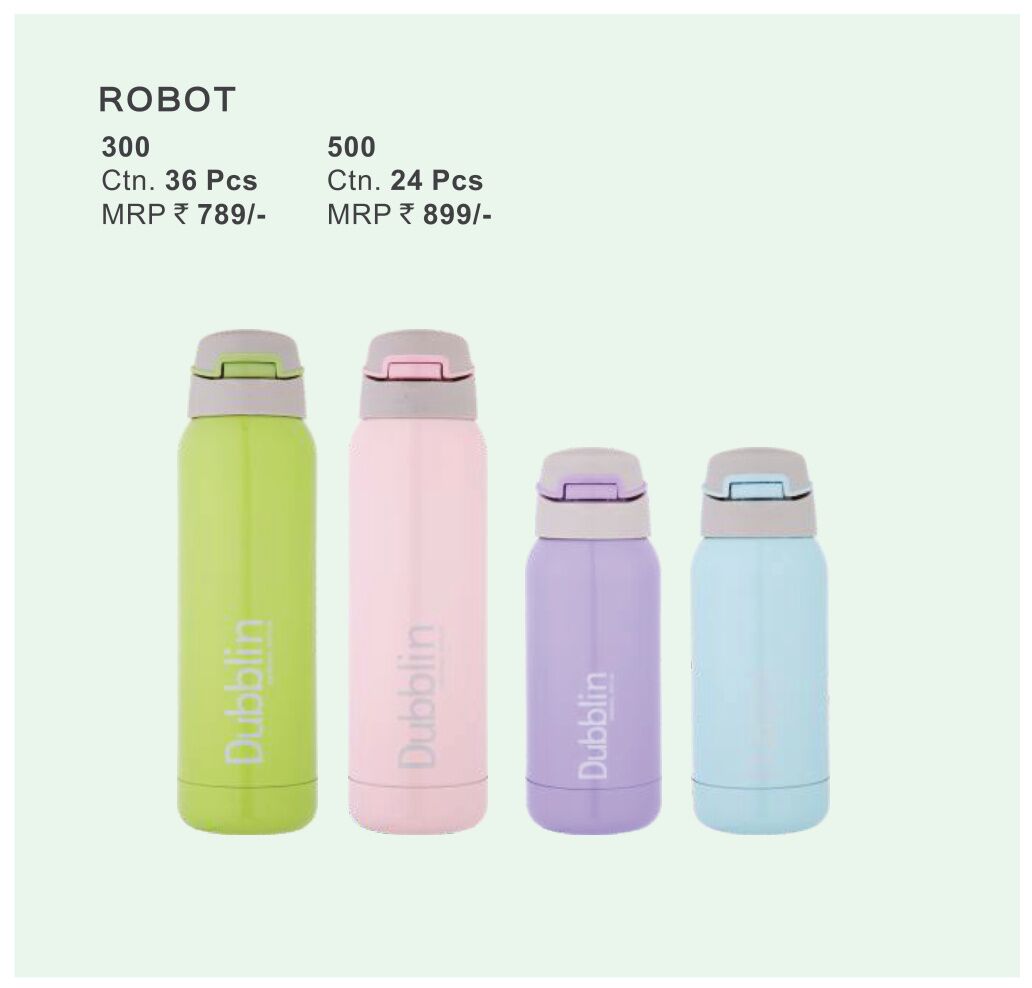 ROBOT
300
Ctn. 36 Pcs
MRP ₹ 789/-
500
Ctn. 24 Pcs
MRP ₹ 899/-
Dubblin
Dubblin
Dubblin